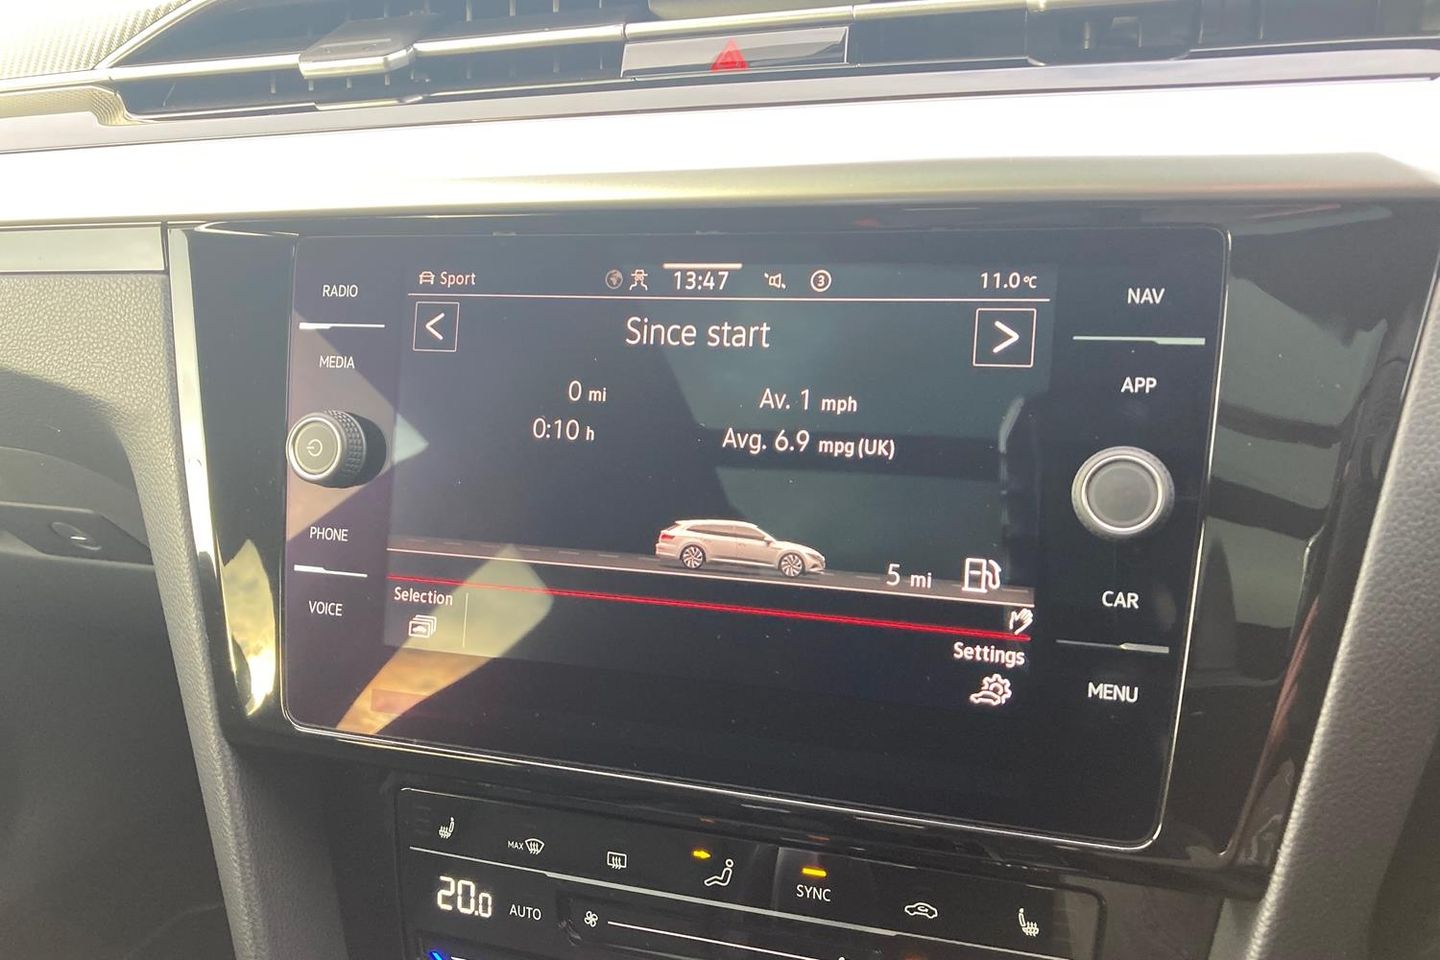 RADIO
MEDIA
PHONE
VOICE
Sport
13:47
3
11.0°C
<
Since start
>
0 mi
Av. 1 mph
0:10 h
Avg. 6.9 mpg (UK)
5 mi
Selection
Settings
NAV
APP
CAR
MENU
MAX
20.0
AUTO
SYNC